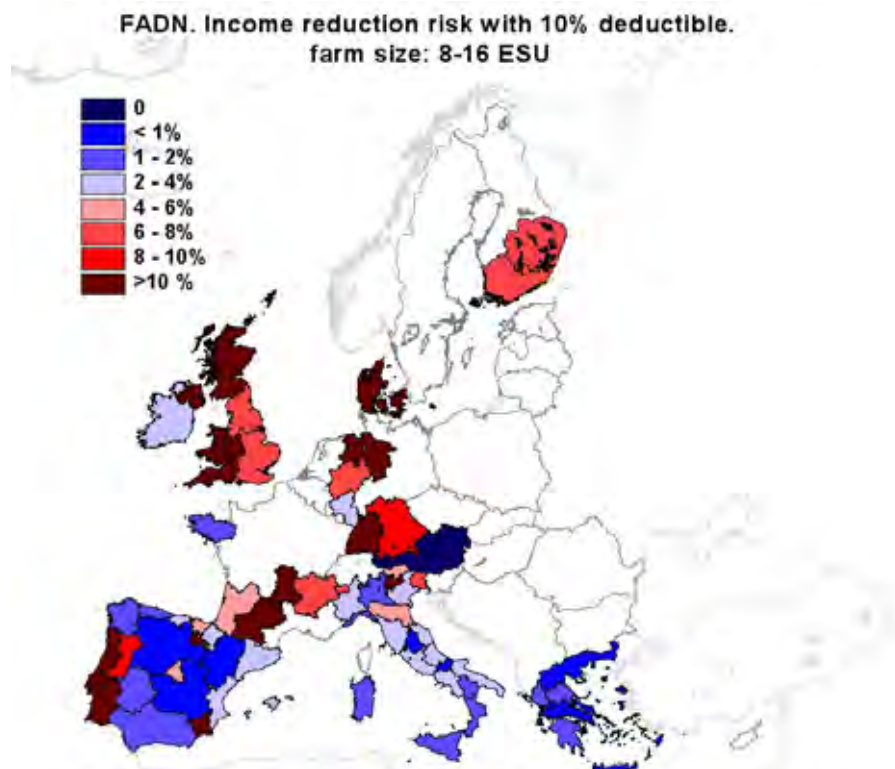 FADN. Income reduction risk with 10% deductible.
farm size: 8-16 ESU
0
< 1%
1 - 2%
2 - 4%
4 - 6%
6 - 8%
8 - 10%
>10 %